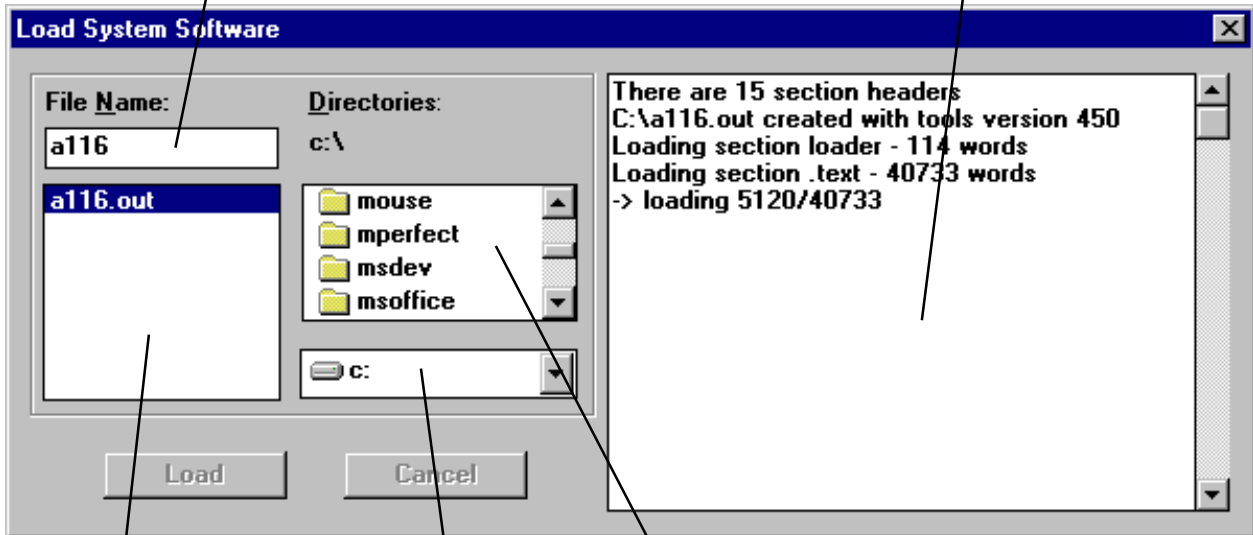 Load System Software
File Name:
a116
a116.out
Directories:
c:\
mouse
mperfect
msdev
msoffice
c:
Load
Cancel
There are 15 section headers
C:\a116.out created with tools version 450
Loading section loader - 114 words
Loading section .text - 40733 words
-> loading 5120/40733